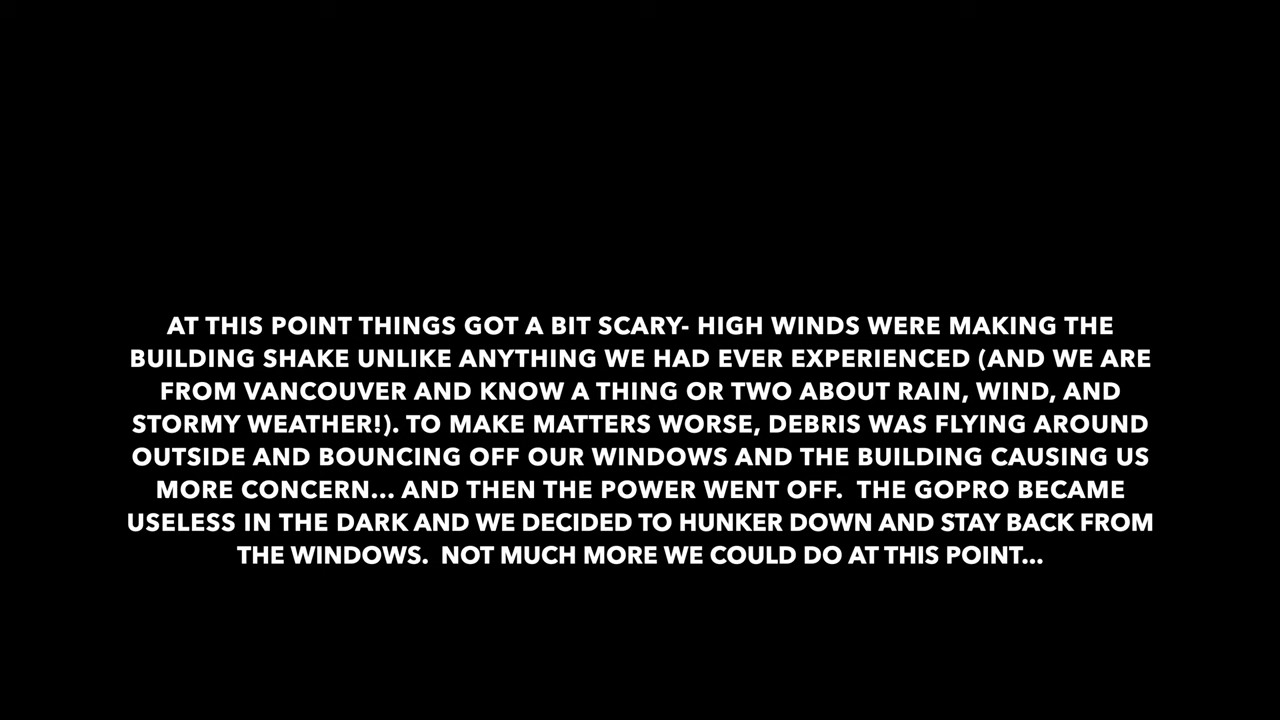 AT THIS POINT THINGS GOT A BIT SCARY- HIGH WINDS WERE MAKING THE
BUILDING SHAKE UNLIKE ANYTHING WE HAD EVER EXPERIENCED (AND WE ARE
FROM VANCOUVER AND KNOW A THING OR TWO ABOUT RAIN, WIND, AND
STORMY WEATHER!). TO MAKE MATTERS WORSE, DEBRIS WAS FLYING AROUND
OUTSIDE AND BOUNCING OFF OUR WINDOWS AND THE BUILDING CAUSING US
MORE CONCERN... AND THEN THE POWER WENT OFF.  THE GOPRO BECAME
USELESS IN THE DARK AND WE DECIDED TO HUNKER DOWN AND STAY BACK FROM
THE WINDOWS.  NOT MUCH MORE WE COULD DO AT THIS POINT...